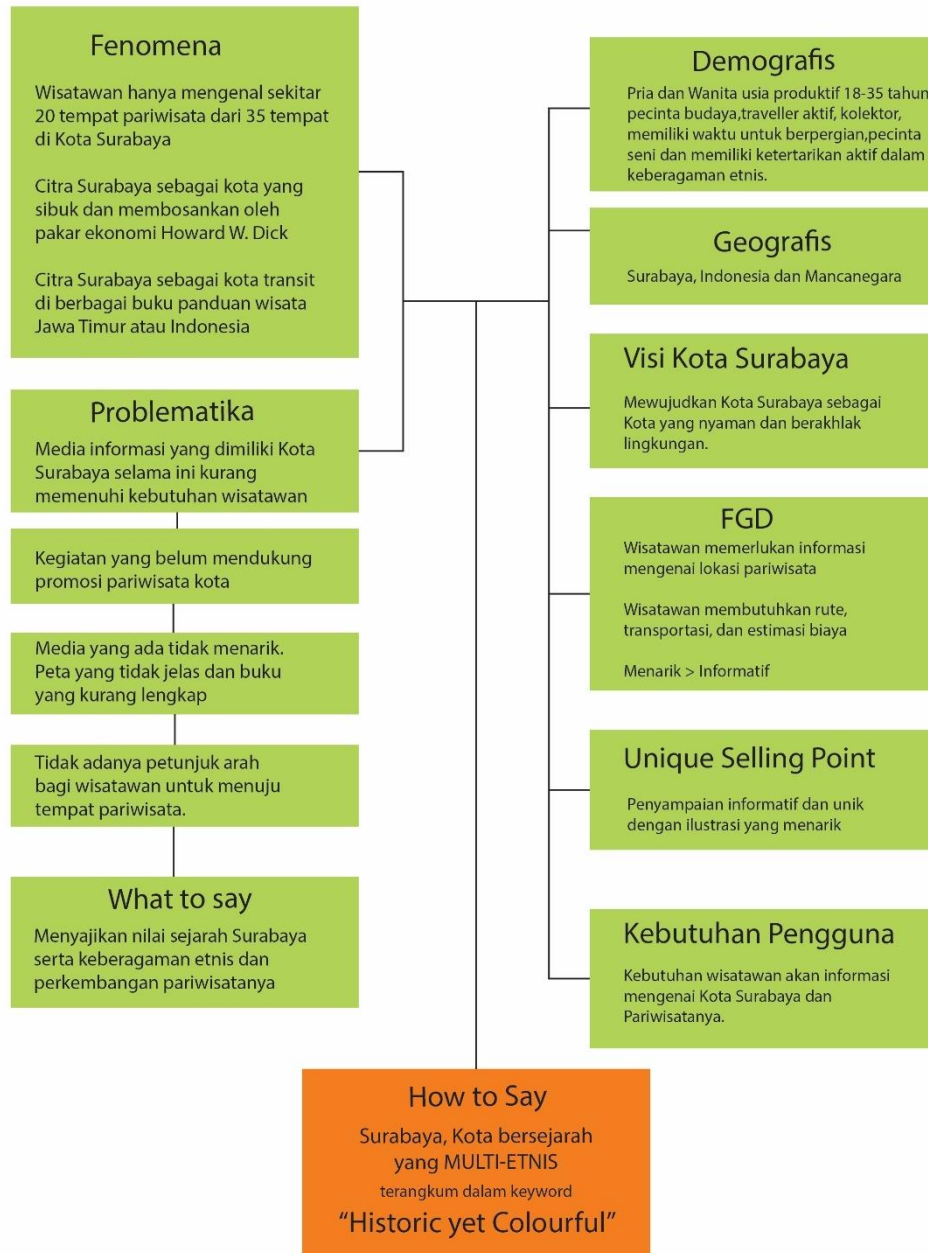 Fenomena
Wisatawan hanya mengenal sekitar
20 tempat pariwisata dari 35 tempat
di Kota Surabaya
Citra Surabaya sebagai kota yang
sibuk dan membosankan oleh
pakar ekonomi Howard W. Dick
Citra Surabaya sebagai kota transit
di berbagai buku panduan wisata
Jawa Timur atau Indonesia
Problematika
Media informasi yang dimiliki Kota
Surabaya selama ini kurang
memenuhi kebutuhan wisatawan
Kegiatan yang belum mendukung
promosi pariwisata kota
Media yang ada tidak menarik.
Peta yang tidak jelas dan buku
yang kurang lengkap
Tidak adanya petunjuk arah
bagi wisatawan untuk menuju
tempat pariwisata.
What to say
Menyajikan nilai sejarah Surabaya
serta keberagaman etnis dan
perkembangan pariwisatanya
Demografis
Pria dan Wanita usia produktif 18-35 tahun
pecinta budaya,traveller aktif, kolektor,
memiliki waktu untuk berpergian,pecinta
seni dan memiliki ketertarikan aktif dalam
keberagaman etnis.
Geografis
Surabaya, Indonesia dan Mancanegara
Visi Kota Surabaya
Mewujudkan Kota Surabaya sebagai
Kota yang nyaman dan berakhlak
lingkungan.
FGD
Wisatawan memerlukan informasi
mengenai lokasi pariwisata
Wisatawan membutuhkan rute,
transportasi, dan estimasi biaya
Menarik > Informatif
Unique Selling Point
Penyampaian informatif dan unik
dengan ilustrasi yang menarik
Kebutuhan Pengguna
Kebutuhan wisatawan akan informasi
mengenai Kota Surabaya dan
Pariwisatanya.
How to Say
Surabaya, Kota bersejarah
yang MULTI-ETNIS
terangkum dalam keyword
“Historic yet Colourful”